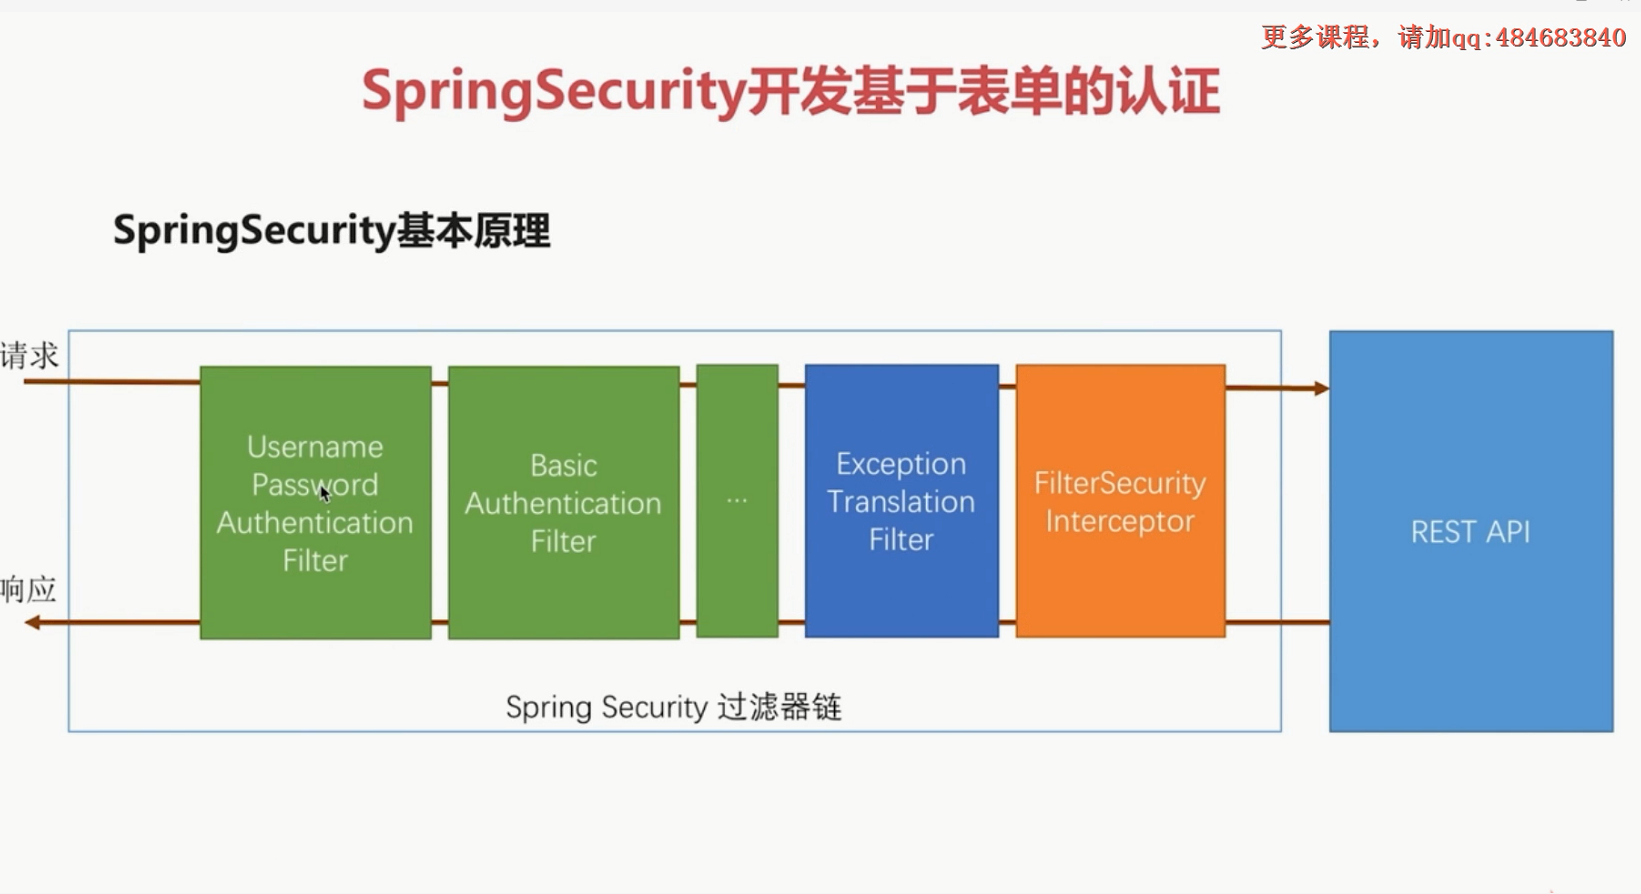 更多课程，请加qq:484683840
SpringSecurity开发基于表单的认证
SpringSecurity基本原理
请求
Username
Password
Authentication
Filter
Basic
Authentication
Filter
...
Exception
Translation
Filter
FilterSecurity
Interceptor
REST API
响应
Spring Security 过滤器链